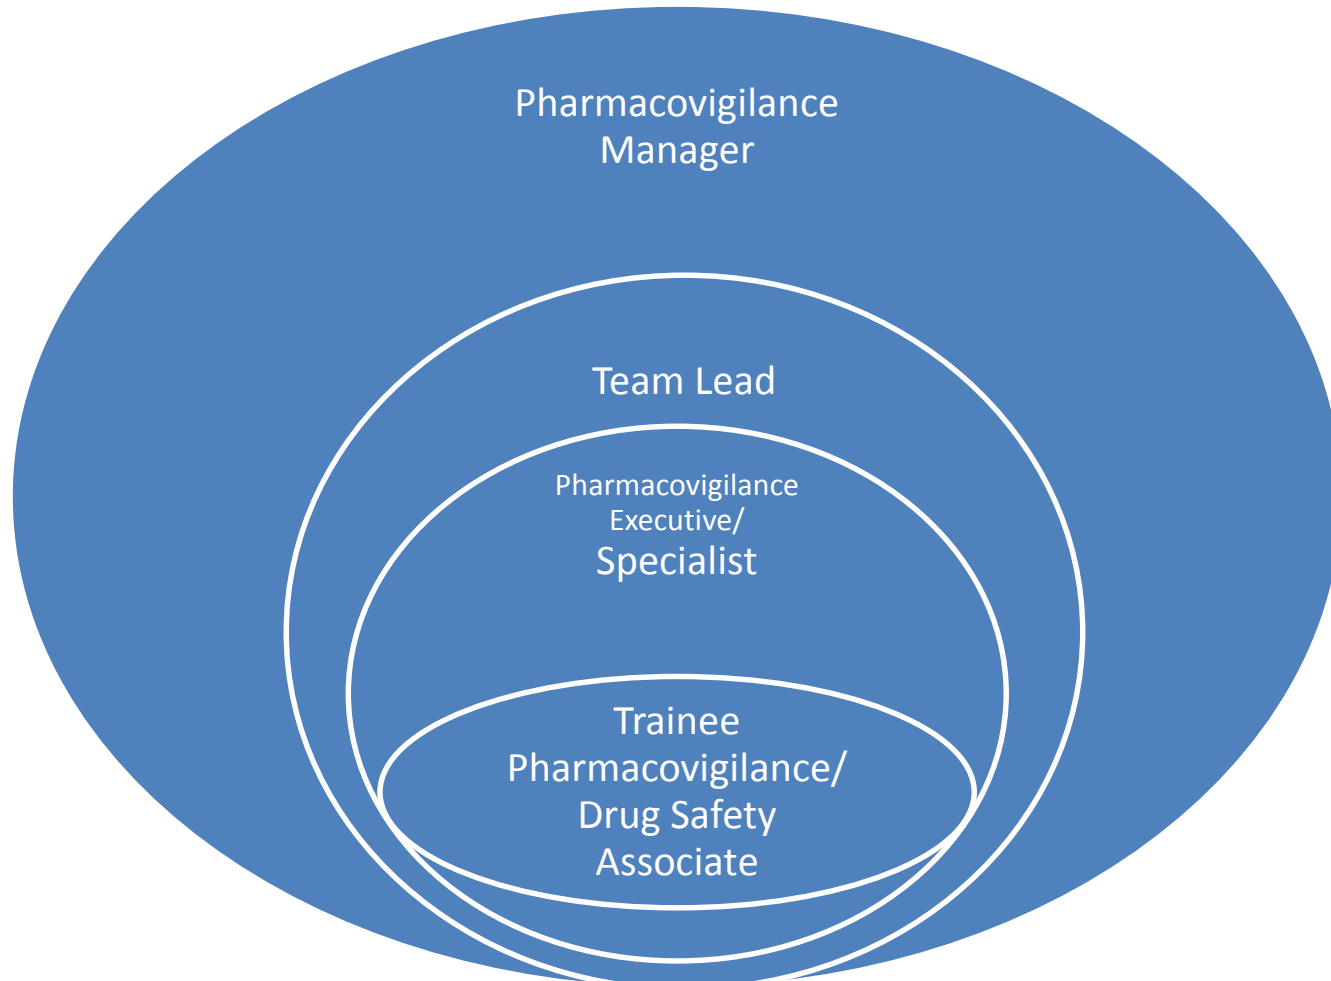 Pharmacovigilance
Manager
Team Lead
Pharmacovigilance
Executive/
Specialist
Trainee
Pharmacovigilance/
Drug Safety
Associate